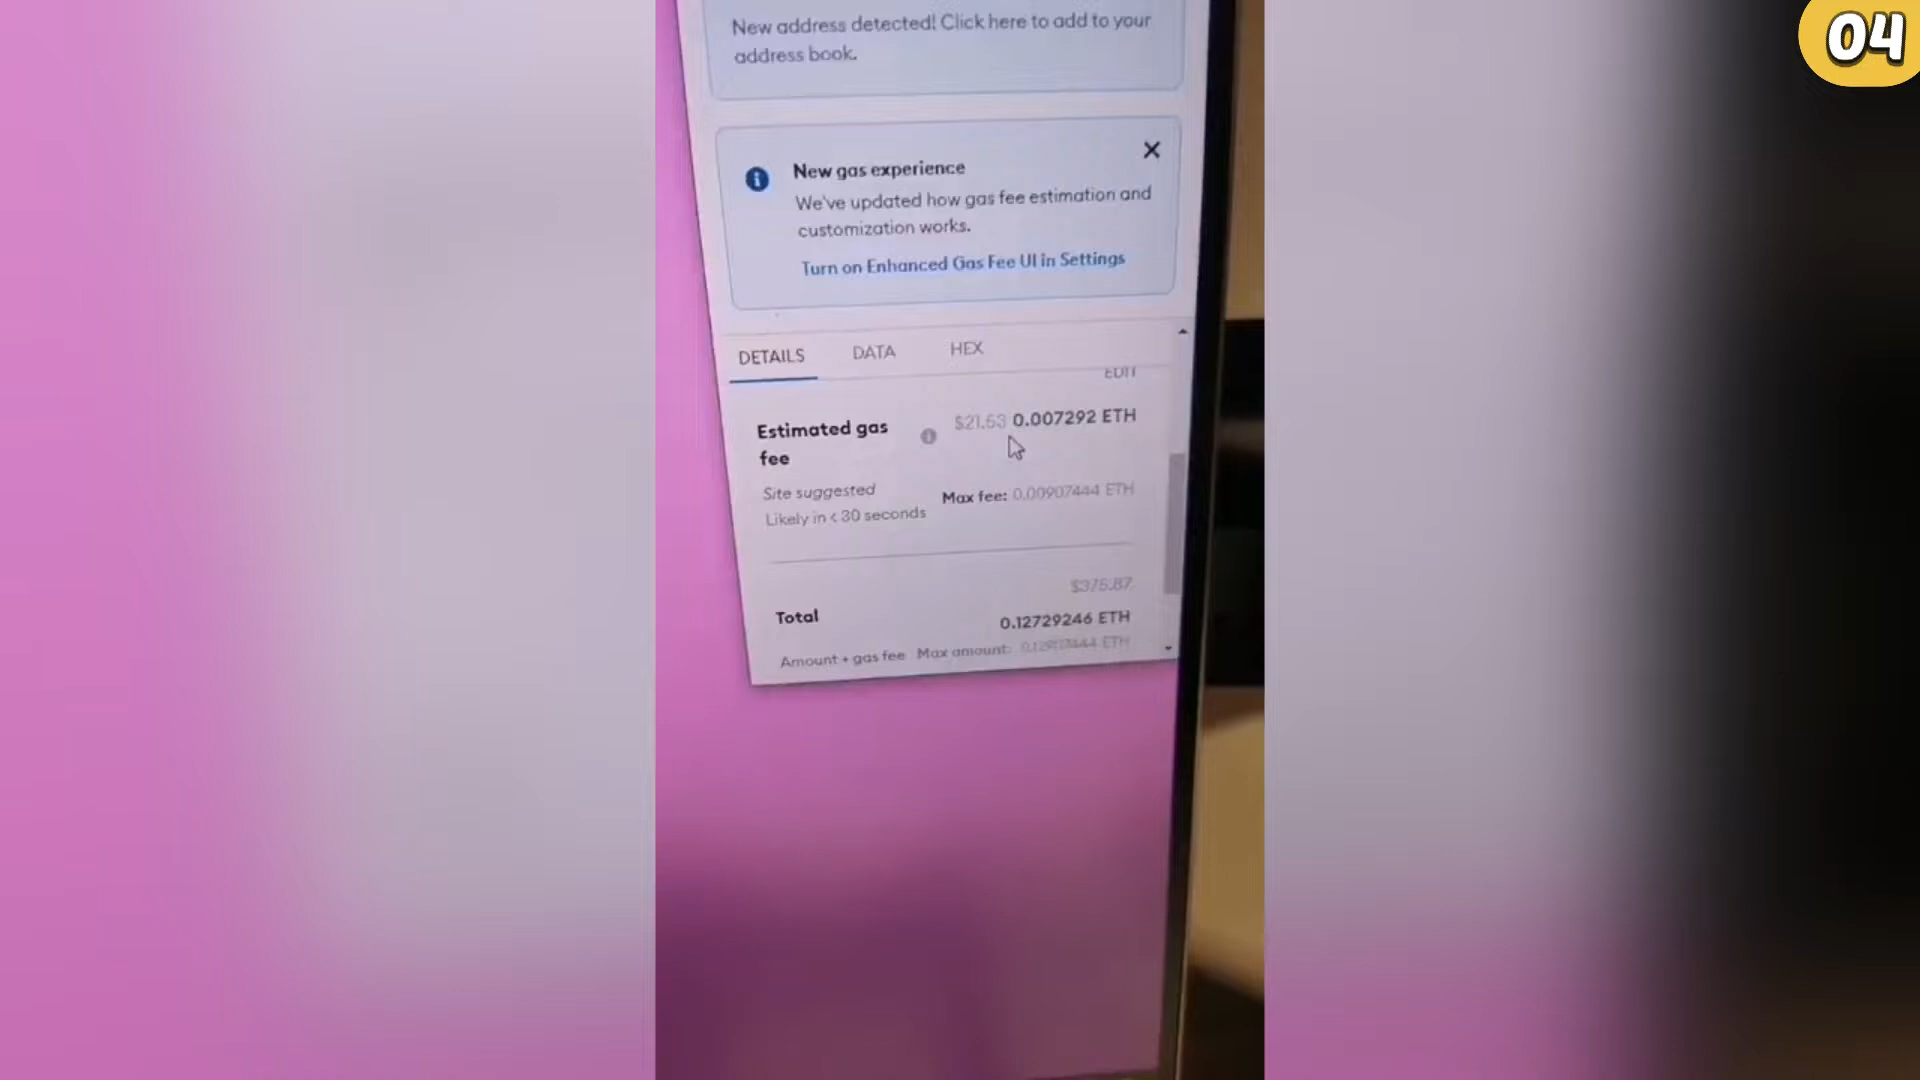 04
New address detected! Click here to add to your
address book.
New gas experience
We've updated how gas fee estimation and
customization works.
Turn on Enhanced Gas Fee UI in Settings
DETAILS DATA HEX
EDIT
Estimated gas
fee
$21.53 0.007292 ETH
Site suggested
Likely in < 30 seconds
Max fee: 0.00907444 ETH
$375.87
Total
0.12729246 ETH
Amount + gas fee Max amount: 0.12907444 ETH